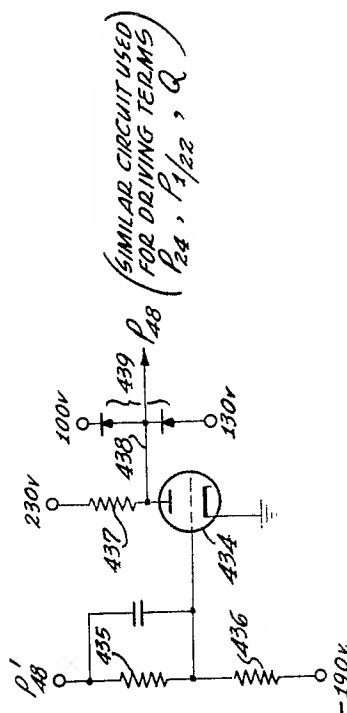 (SIMILAR CIRCUIT USED
FOR DRIVING TERMS
P24, P1/22, Q)
P48
100V
439
130V
230V
438
437
434
P'48
435
436
-190V